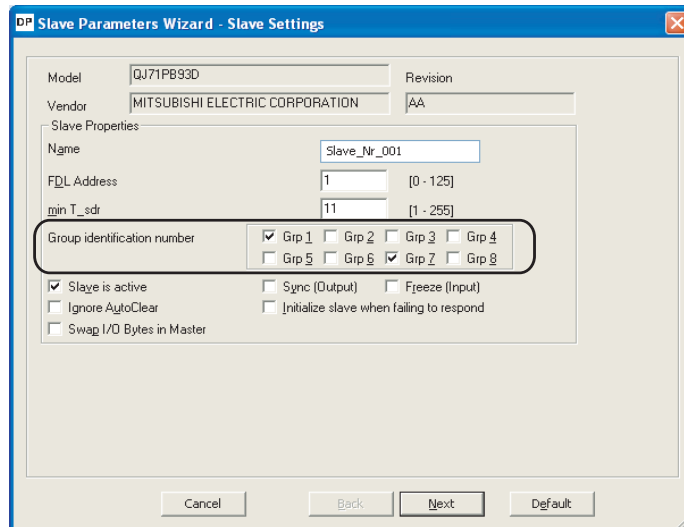 DP Slave Parameters Wizard - Slave Settings
Model QJ71PB93D Revision
Vendor MITSUBISHI ELECTRIC CORPORATION AA
Slave Properties
Name Slave_Nr_001
FDL Address 1 [0 - 125]
min T_sdr 11 [1 - 255]
Group identification number Grp 1 Grp 2 Grp 3 Grp 4
Grp 5 Grp 6 Grp 7 Grp 8
Slave is active Sync (Output) Freeze (Input)
Ignore AutoClear Initialize slave when failing to respond
Swap I/O Bytes in Master
Cancel Back Next Default